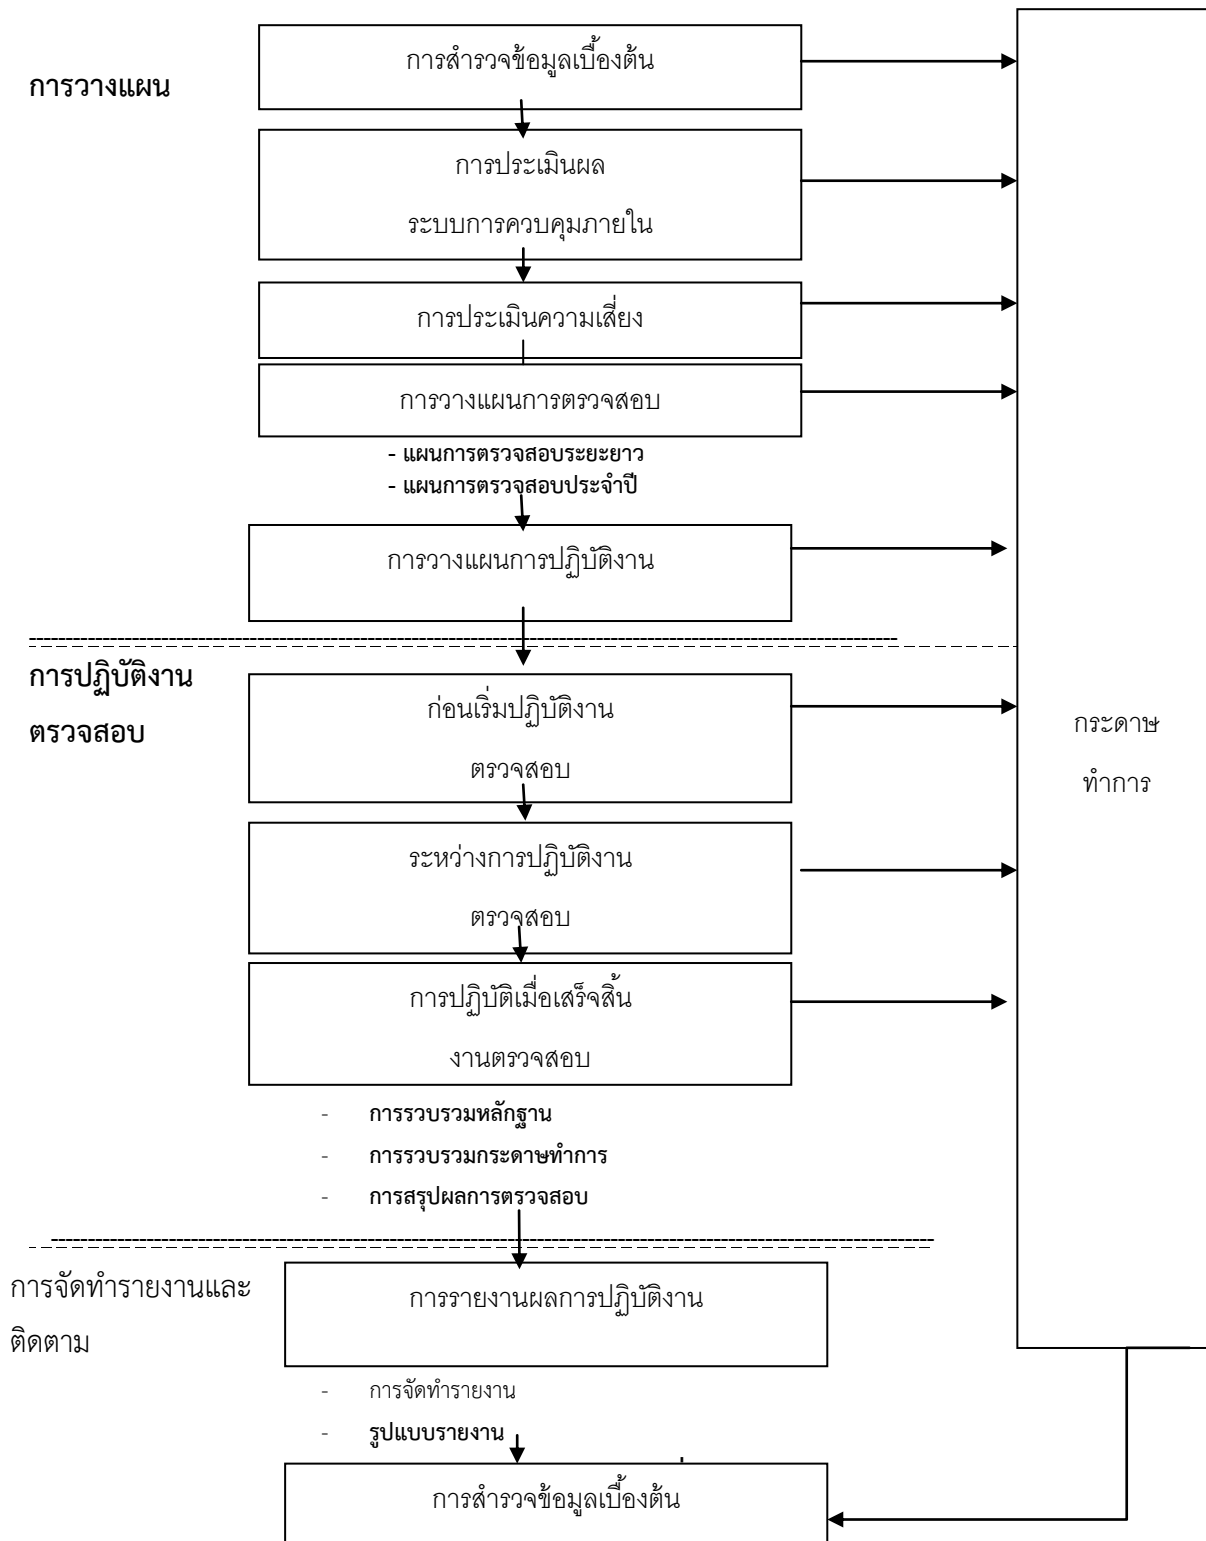 การสำรวจข้อมูลเบื้องต้น
การวางแผน
การประเมินผล
ระบบการควบคุมภายใน
การประเมินความเสี่ยง
การวางแผนการตรวจสอบ
- แผนการตรวจสอบระยะยาว
- แผนการตรวจสอบประจำปี
การวางแผนการปฏิบัติงาน
การปฏิบัติงาน
ตรวจสอบ
ก่อนเริ่มปฏิบัติงาน
ตรวจสอบ
กระดาษ
ทำการ
ระหว่างการปฏิบัติงาน
ตรวจสอบ
การปฏิบัติเมื่อเสร็จสิ้น
งานตรวจสอบ
- การรวบรวมหลักฐาน
- การรวบรวมกระดาษทำการ
- การสรุปผลการตรวจสอบ
การจัดทำรายงานและ
ติดตาม
การรายงานผลการปฏิบัติงาน
- การจัดทำรายงาน
- รูปแบบรายงาน
การสำรวจข้อมูลเบื้องต้น